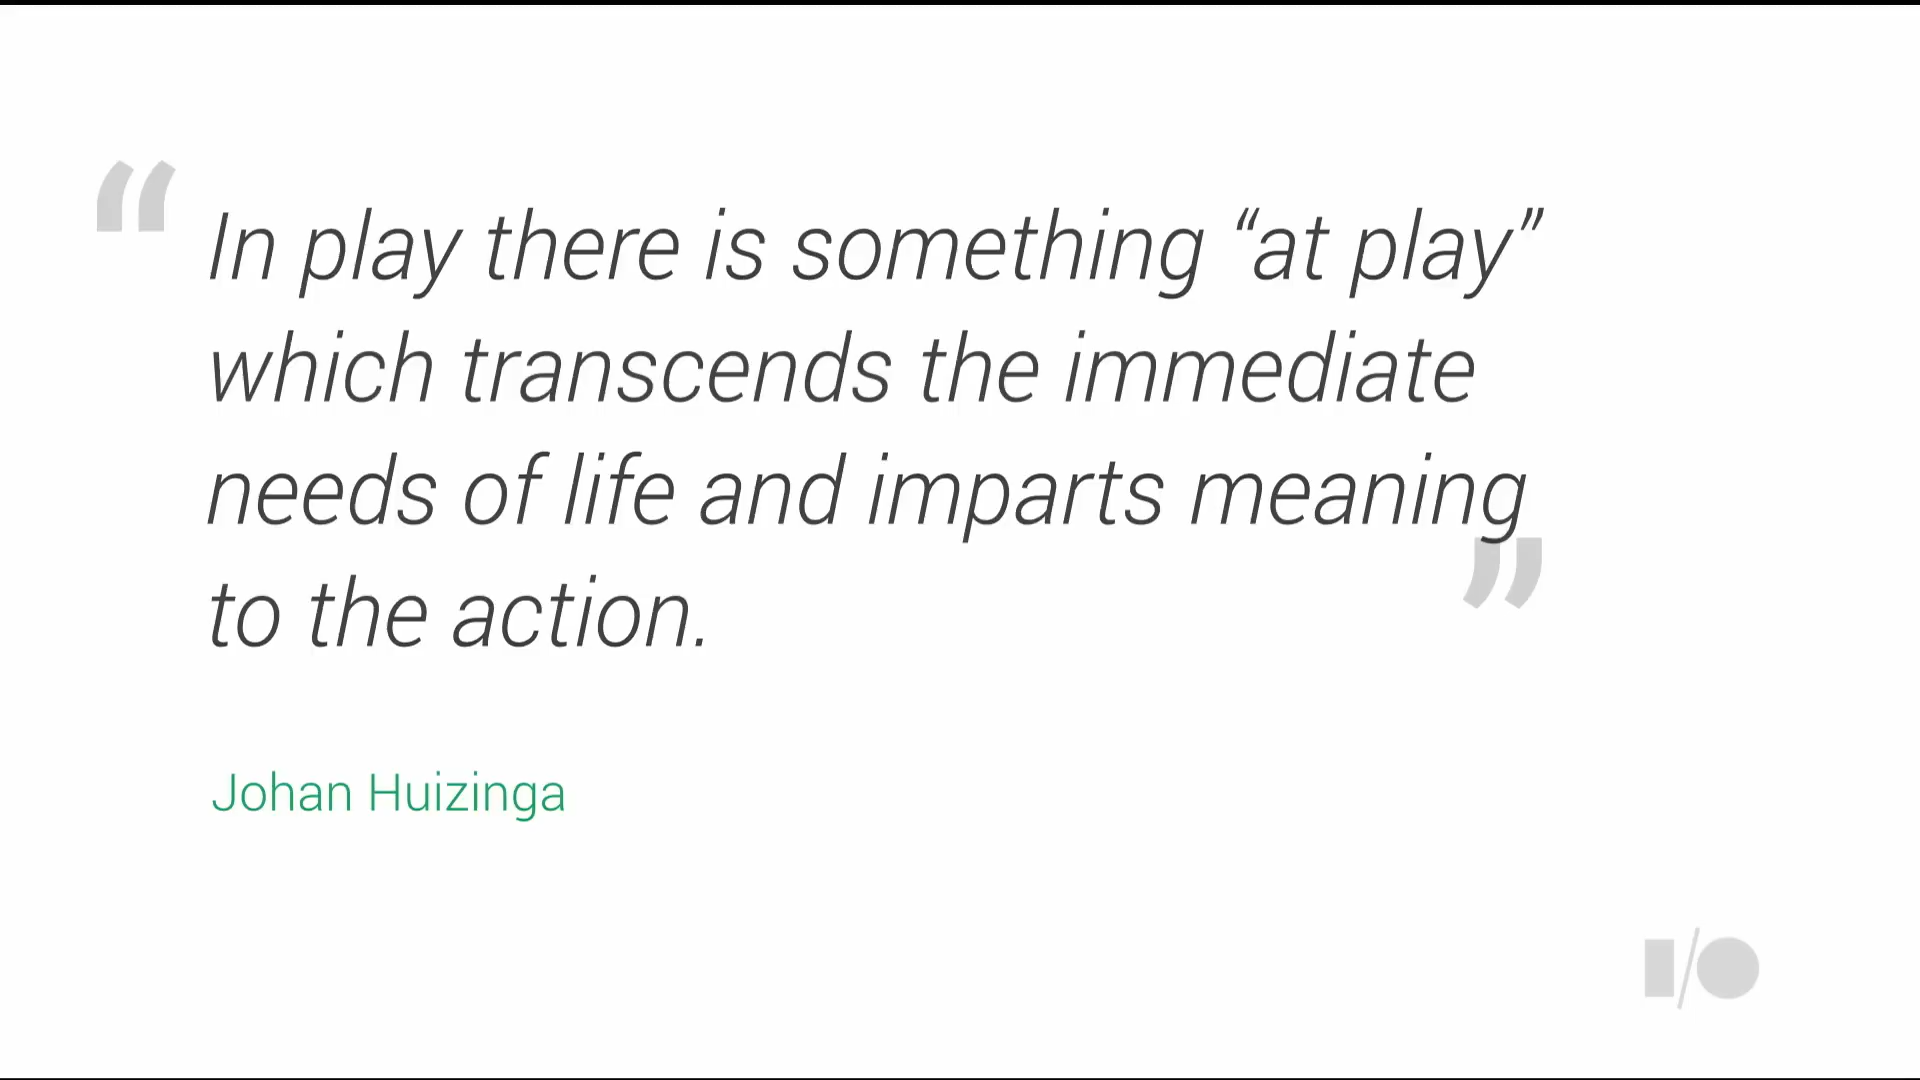 In play there is something “at play”
which transcends the immediate
needs of life and imparts meaning
to the action.
Johan Huizinga
I/O